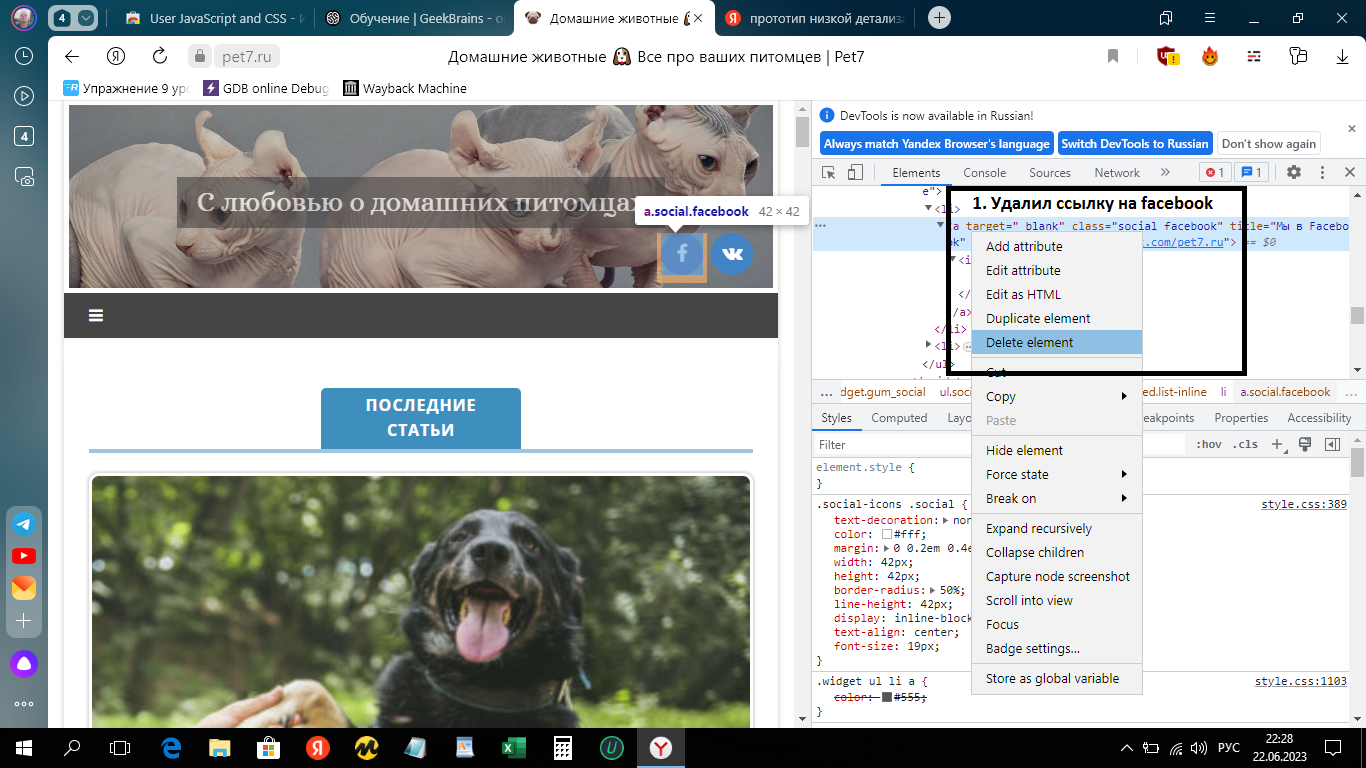 4
User JavaScript and CSS - И
Обучение | GeekBrains - о
Домашние животные
прототип низкой детализа
pet7.ru
Домашние животные Все про ваших питомцев | Pet7
Упражнение 9 уро
GDB online Debug
Wayback Machine
4
С любовью о домашних питомцах
a.social.facebook 42 × 42
ПОСЛЕДНИЕ
СТАТЬИ
DevTools is now available in Russian!
Always match Yandex Browser's language
Switch DevTools to Russian
Don't show again
Elements
Console
Sources
Network
1
1
e">
1. Удалил ссылку на facebook
<li>
a target="_blank" class="social facebook" title="Мы в Facebo
ok" .com/pet7.ru"> == $0
<i
</
/a>
</li>
<li>
</ul>
Add attribute
Edit attribute
Edit as HTML
Duplicate element
Delete element
Cut
Copy
Paste
Hide element
Force state
Break on
Expand recursively
Collapse children
Capture node screenshot
Scroll into view
Focus
Badge settings...
Store as global variable
... dget.gum_social ul.soci ed.list-inline li a.social.facebook ...
Styles
Computed
Layo
eakpoints
Properties
Accessibility
Filter
:hov .cls
element.style {
}
.social-icons .social {
style.css:389
text-decoration: non
color: #fff;
margin: 0 0.2em 0.4e
width: 42px;
height: 42px;
border-radius: 50%;
line-height: 42px;
display: inline-block
text-align: center;
font-size: 19px;
}
.widget ul li a {
style.css:1103
color: #555;
}
РУС
22:28
22.06.2023